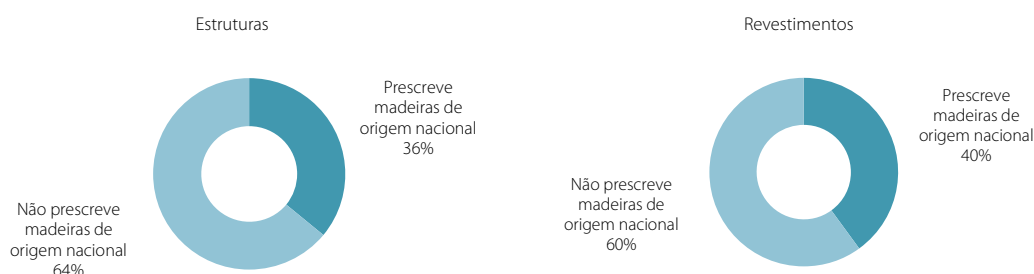 Estruturas
Prescreve
madeiras de
origem nacional
36%
Não prescreve
madeiras de
origem nacional
64%
Revestimentos
Prescreve
madeiras de
origem nacional
40%
Não prescreve
madeiras de
origem nacional
60%